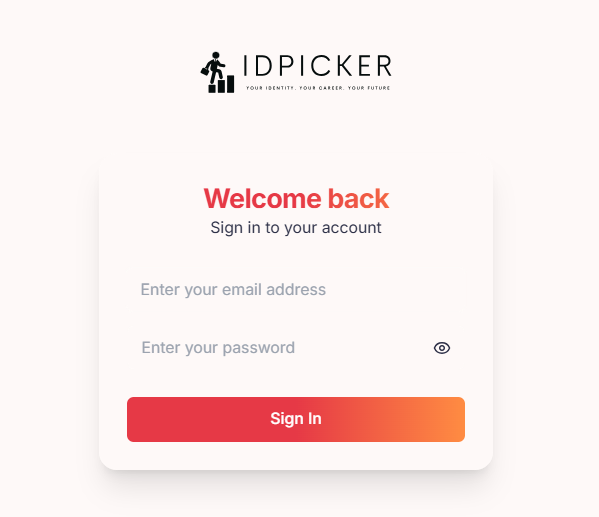 IDPICKER
YOUR IDENTITY. YOUR CAREER. YOUR FUTURE
Welcome back
Sign in to your account
Enter your email address
Enter your password
Sign In